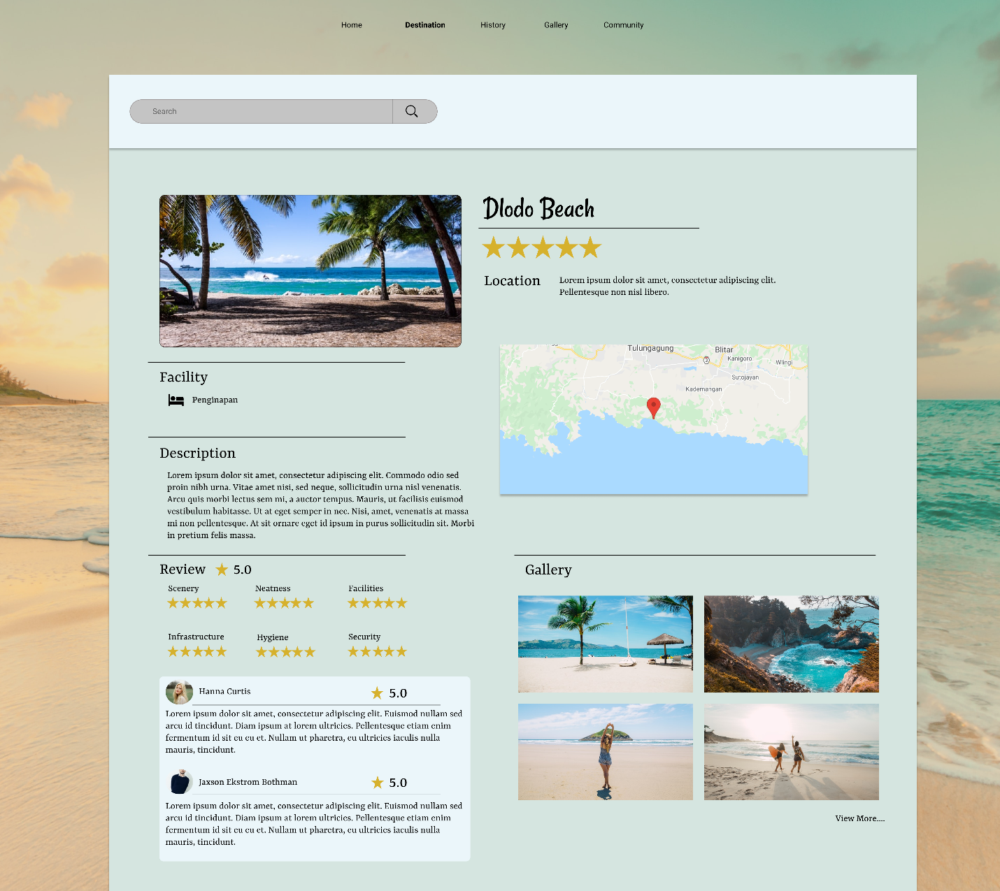 Home Destination History Gallery Community
Search
Dlodo Beach
Location
Lorem ipsum dolor sit amet, consectetur adipiscing elit.
Pellentesque non nisl libero.
Tulungagung
Blitar
3
Kanigoro
Wlingi
Sutojayan
Kademangan
Facility
Penginapan
Description
Lorem ipsum dolor sit amet, consectetur adipiscing elit. Commodo odio sed
proin nibh urna. Vitae amet nisi, sed neque, sollicitudin urna nisl venenatis.
Arcu quis morbi lectus sem mi, a auctor tempus. Mauris, ut facilisis euismod
vestibulum habitasse. Ut at eget semper in nec. Nisi, amet, venenatis at massa
mi non pellentesque. At sit ornare eget id ipsum in purus sollicitudin sit. Morbi
in pretium felis massa.
Review 5.0
Scenery Neatness Facilities
Infrastructure Hygiene Security
Hanna Curtis 5.0
Lorem ipsum dolor sit amet, consectetur adipiscing elit. Euismod nullam sed
arcu id tincidunt. Diam ipsum at lorem ultricies. Pellentesque etiam enim
fermentum id sit eu eu et. Nullam ut pharetra, eu ultricies iaculis nulla
mauris, tincidunt.
Jaxson Ekstrom Bothman 5.0
Lorem ipsum dolor sit amet, consectetur adipiscing elit. Euismod nullam sed
arcu id tincidunt. Diam ipsum at lorem ultricies. Pellentesque etiam enim
fermentum id sit eu eu et. Nullam ut pharetra, eu ultricies iaculis nulla
mauris, tincidunt.
Gallery
View More....